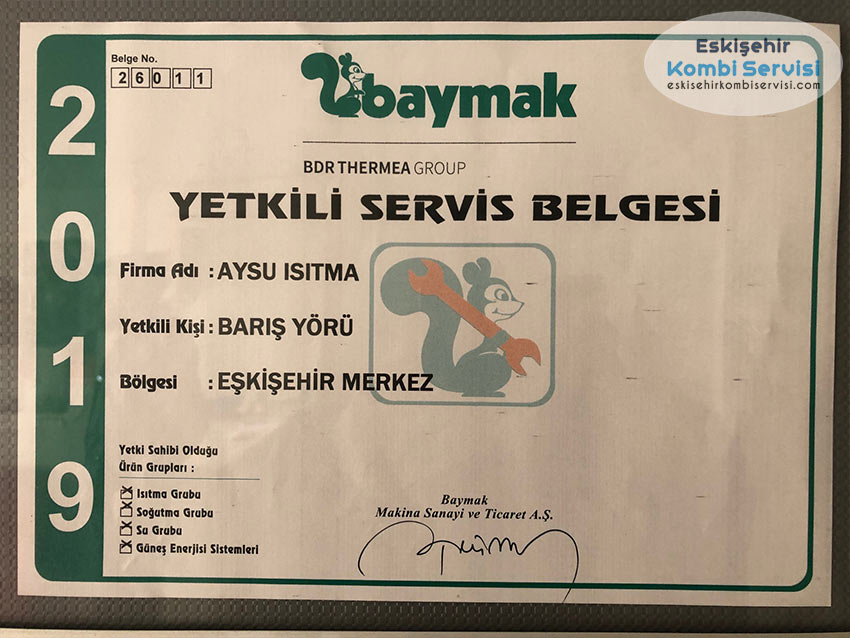 Eskişehir
Kombi Servisi
eskisehirkombiservisi.com
2019
Belge No.
26011
baymak
BDR THERMEA GROUP
YETKİLİ SERVİS BELGESİ
Firma Adı : AYSU ISITMA
Yetkili Kişi : BARIŞ YÖRÜ
Bölgesi : EŞKİŞEHİR MERKEZ
Yetki Sahibi Olduğu
Ürün Grupları :
Isıtma Grubu
Soğutma Grubu
Su Grubu
Güneş Enerjisi Sistemleri
Baymak
Makina Sanayi ve Ticaret A.Ş.